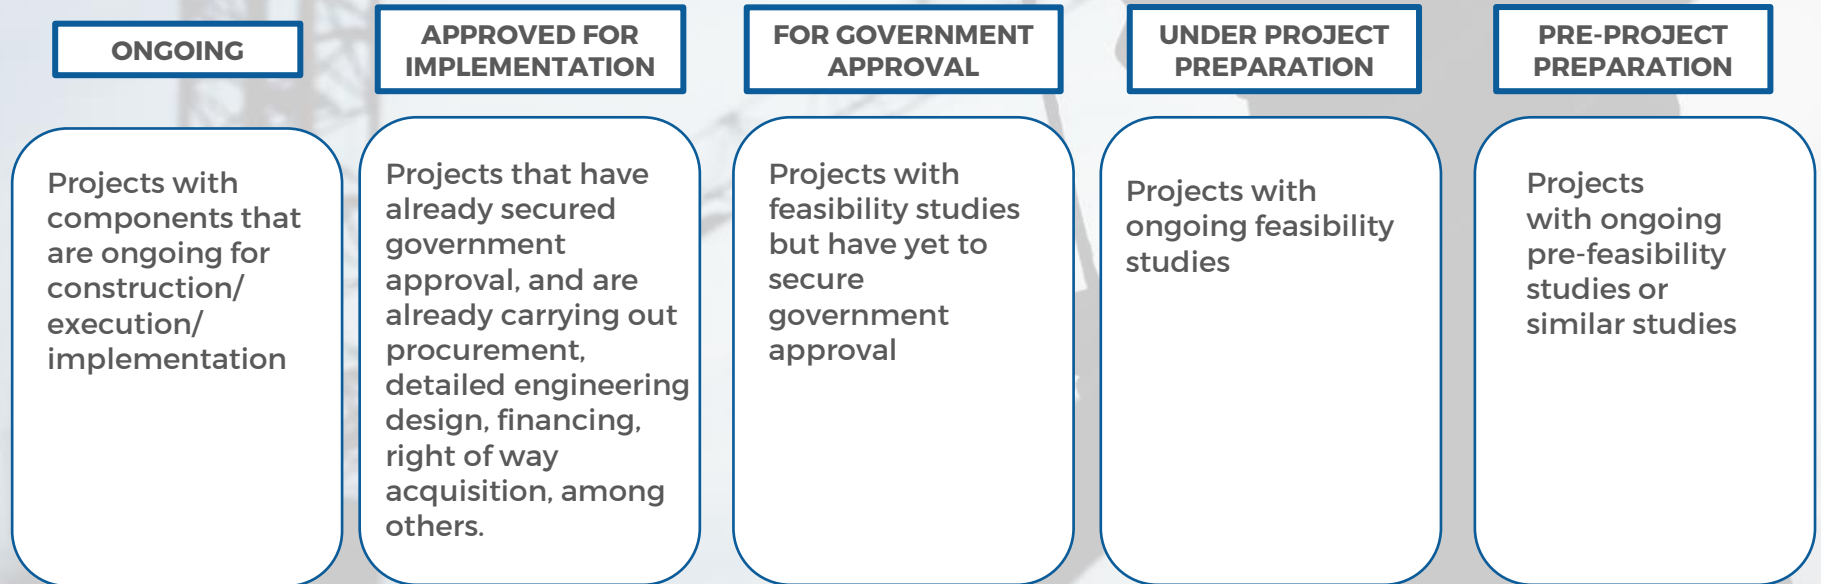 ONGOING
APPROVED FOR
IMPLEMENTATION
FOR GOVERNMENT
APPROVAL
UNDER PROJECT
PREPARATION
PRE-PROJECT
PREPARATION
Projects with
components that
are ongoing for
construction/
execution/
implementation
Projects that have
already secured
government
approval, and are
already carrying out
procurement,
detailed engineering
design, financing,
right of way
acquisition, among
others.
Projects with
feasibility studies
but have yet to
secure
government
approval
Projects with
ongoing feasibility
studies
Projects
with ongoing
pre-feasibility
studies or
similar studies